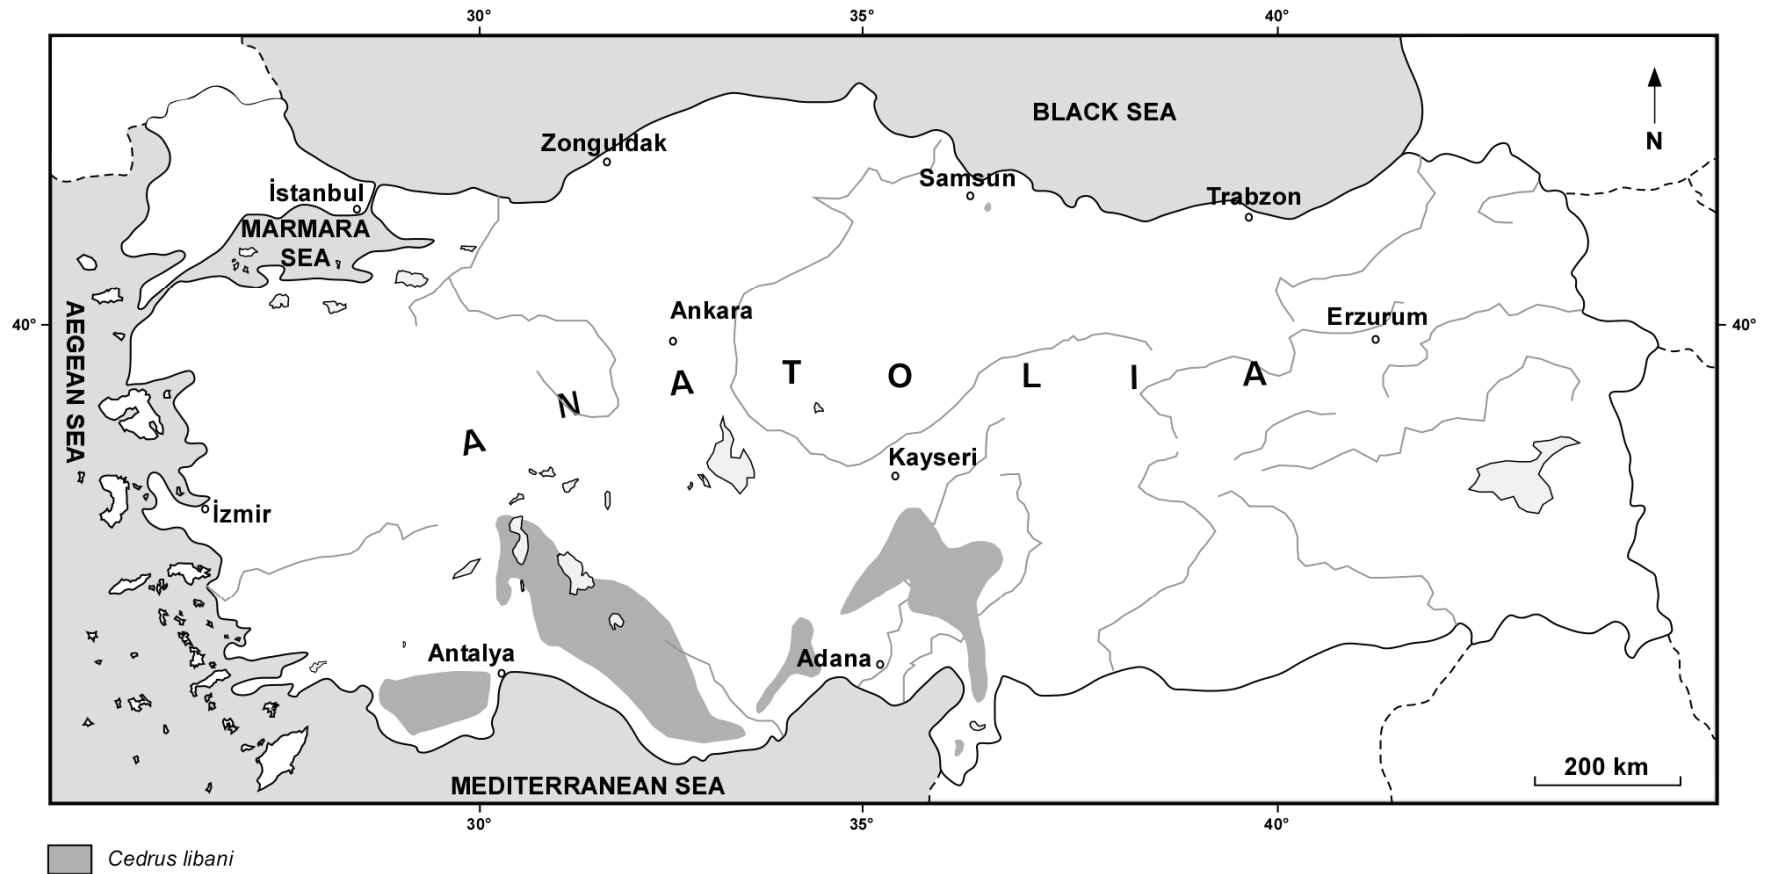 30°
35°
40°
BLACK SEA
N
Zonguldak
Samsun
İstanbul
Trabzon
MARMARA
SEA
40°
AEGEAN SEA
Ankara
Erzurum
40°
A N A T O L I A
Kayseri
İzmir
Antalya
Adana
MEDITERRANEAN SEA
200 km
30°
35°
40°
Cedrus libani